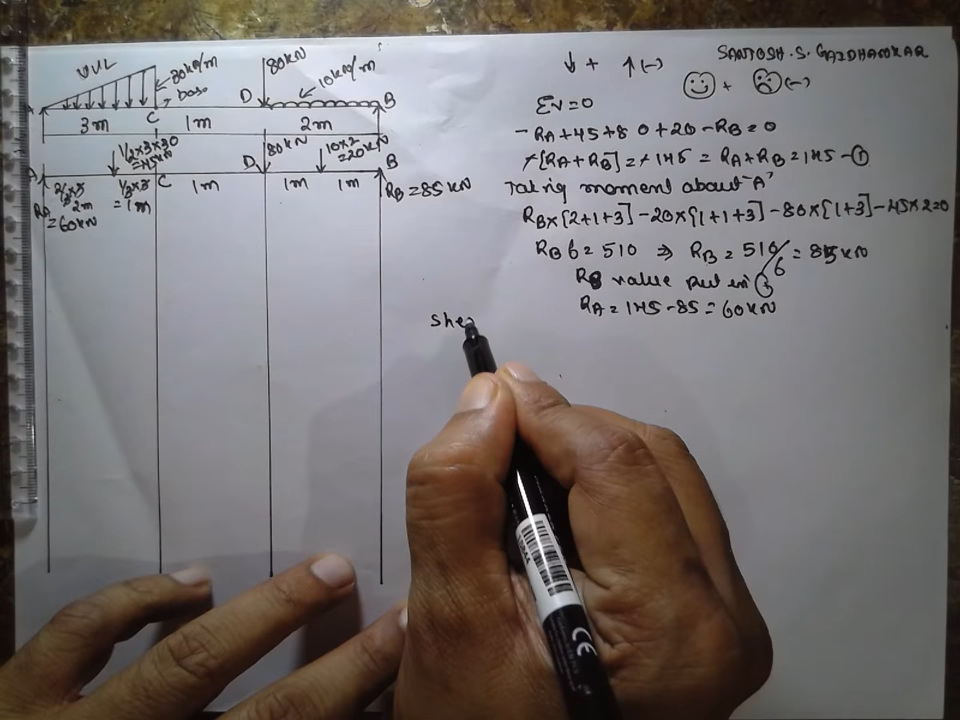 SANTOSH.S.GAIDHANKAR
↓ + ↑ (-)
☺ + ☹ (-)
UVL
30kN/m
base
80kN
10kN/m
A
C
D
B
3m
1m
2m
1/2×3×30
=45KN
80KN
10×2
=20KN
A
C
D
B
2/3×3
2m
1/3×3
=1m
1m
1m
1m
RA
=60KN
RB=85KN
Σv=0
-RA+45+80+20-RB=0
-[RA+RB]=-145=RA+RB=145-①
Taking moment about "A"
RB×[2+1+3]-20×[1+1+3]-80×[1+3]-45×2=0
RB6=510 ⇒ RB=510/6=85KN
RB value put in ①
RA=145-85=60KN
She
CE